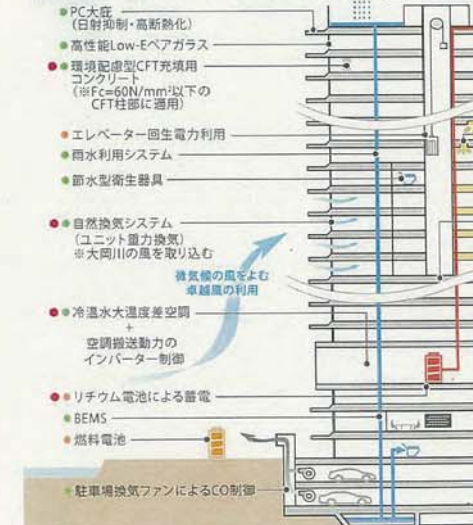 PC大庇
(日射抑制・高断熱化)
高性能Low-Eペアガラス
環境配慮型CFT充填用
コンクリート
(※Fc=60N/mm²以下の
CFT柱部に適用)
エレベーター回生電力利用
雨水利用システム
節水型衛生器具
自然換気システム
(ユニット重力換気)
※大岡川の風を取り込む
微気候の風をよむ
卓越風の利用
冷温水大温度差空調
+
空調搬送動力の
インバーター制御
リチウム電池による蓄電
BEMS
燃料電池
駐車場換気ファンによるCO制御